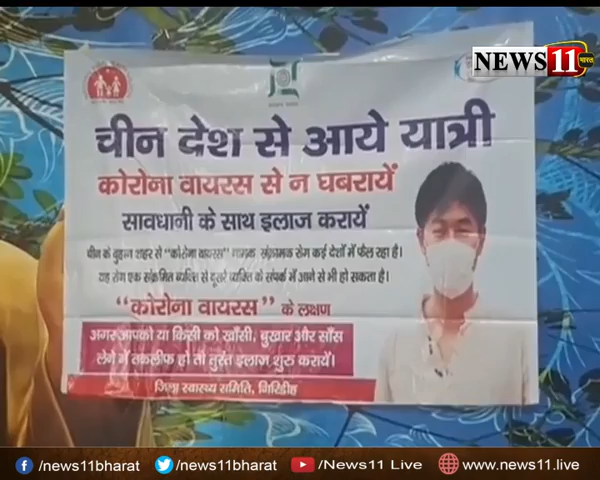 NEWS 11 भारत
चीन देश से आये यात्री
कोरोना वायरस से न घबरायें
सावधानी के साथ इलाज करायें
चीन के वुहान शहर से "कोरोना वायरस" नामक संक्रामक रोग कई देशों में फैल रहा है।
यह रोग एक संक्रमित व्यक्ति से दूसरे व्यक्ति के संपर्क में आने से भी हो सकता है।
"कोरोना वायरस" के लक्षण
अगर आपको या किसी को खाँसी, बुखार और साँस
लेने में तकलीफ हो तो तुरंत इलाज शुरु करायें।
जिला स्वास्थ्य समिति, गिरिडीह
/news11bharat /news11bharat /News11 Live www.news11.live